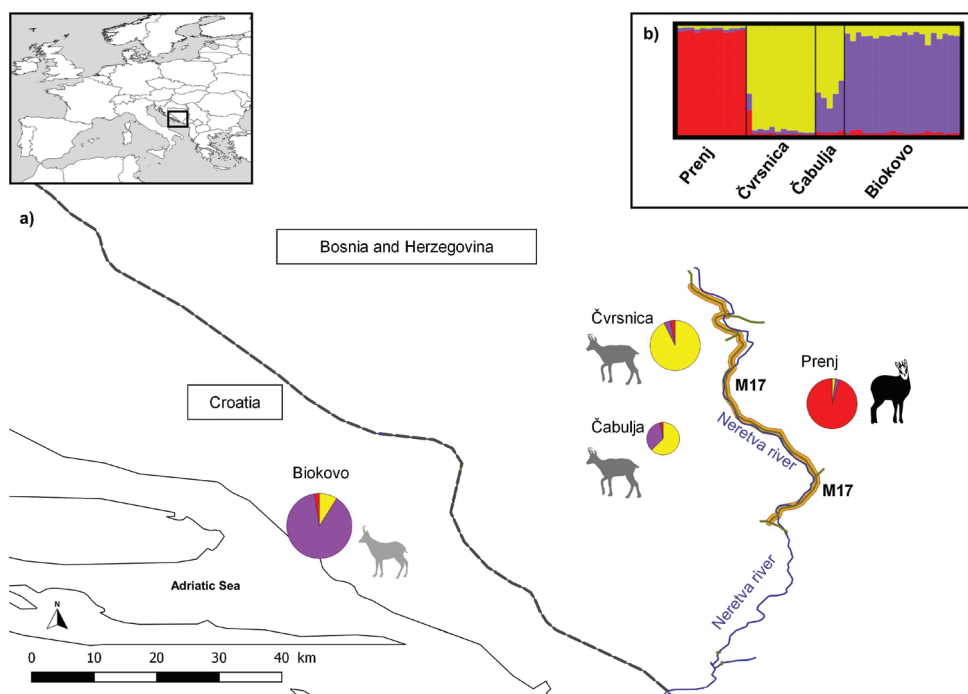 b)
Prenj
Čvrsnica
Čabulja
Biokovo
a)
Bosnia and Herzegovina
Čvrsnica
Prenj
M17
Croatia
Neretva river
Čabulja
Biokovo
M17
Adriatic Sea
Neretva river
N
0 10 20 30 40 km